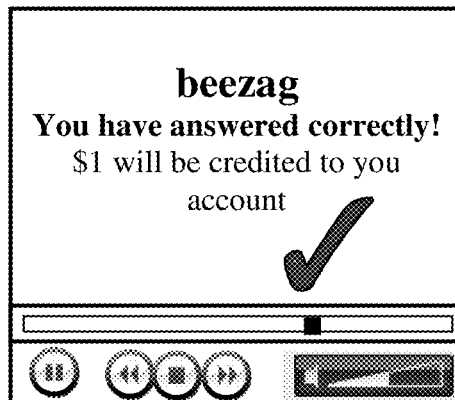 beezag
You have answered correctly!
$1 will be credited to you
account